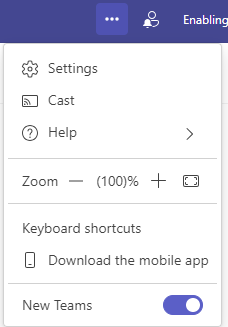 Enabling
Settings
Cast
Help
Zoom — (100)% +
Keyboard shortcuts
Download the mobile app
New Teams